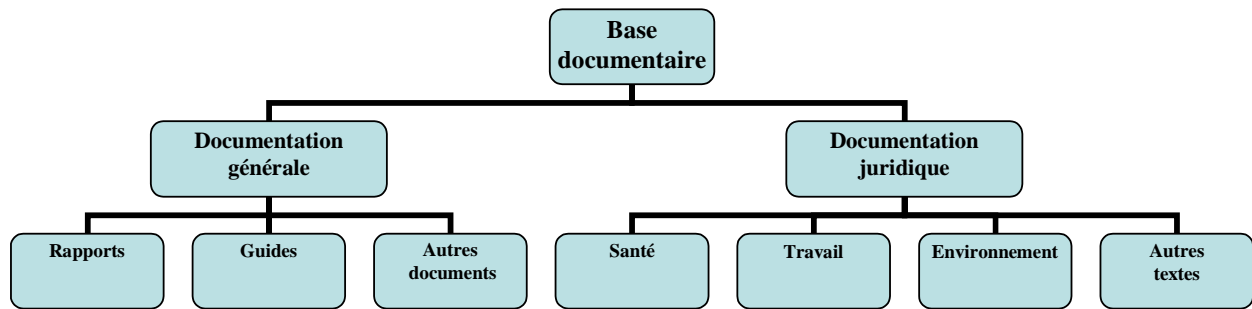 Base
documentaire
Documentation
générale
Documentation
juridique
Rapports
Guides
Autres
documents
Santé
Travail
Environnement
Autres
textes